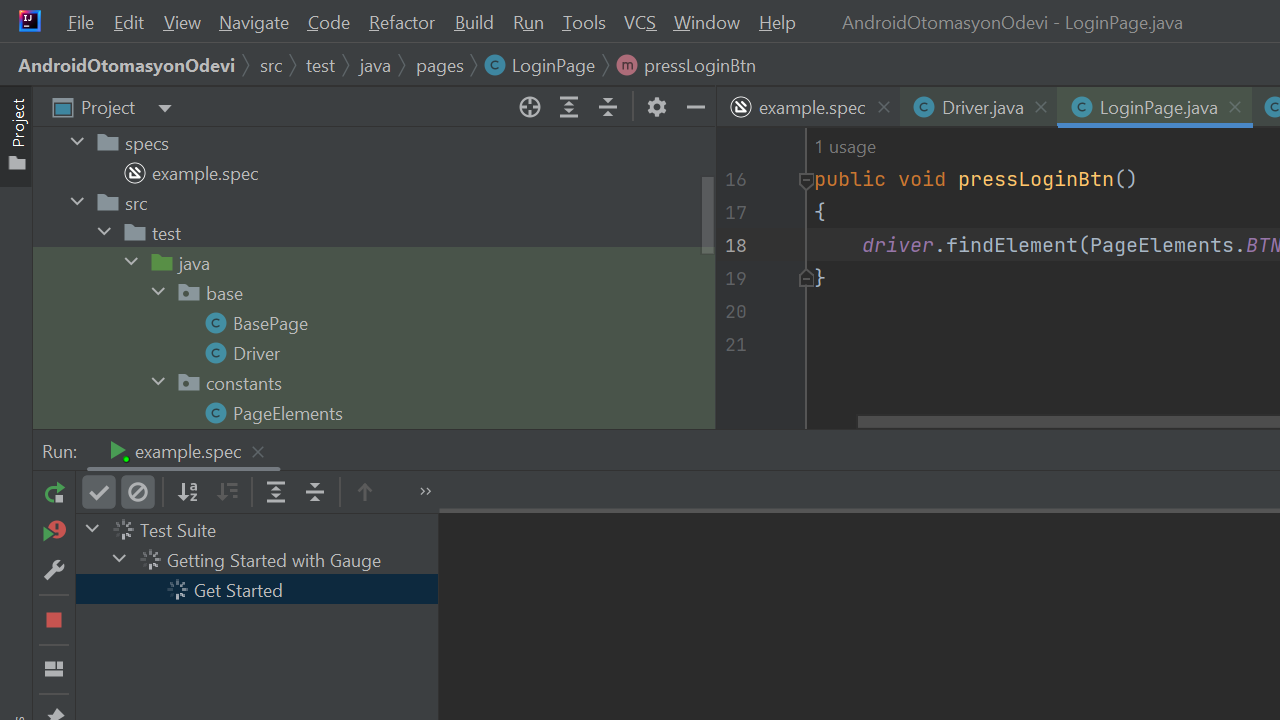 File Edit View Navigate Code Refactor Build Run Tools VCS Window Help AndroidOtomasyonOdevi - LoginPage.java
AndroidOtomasyonOdevi src test java pages LoginPage pressLoginBtn
Project
Project
example.spec Driver.java LoginPage.java
specs
example.spec
src
test
java
base
BasePage
Driver
constants
PageElements
1 usage
16 public void pressLoginBtn()
17 {
18 driver.findElement(PageElements.BTN
19 }
20
21
Run: example.spec
Test Suite
Getting Started with Gauge
Get Started